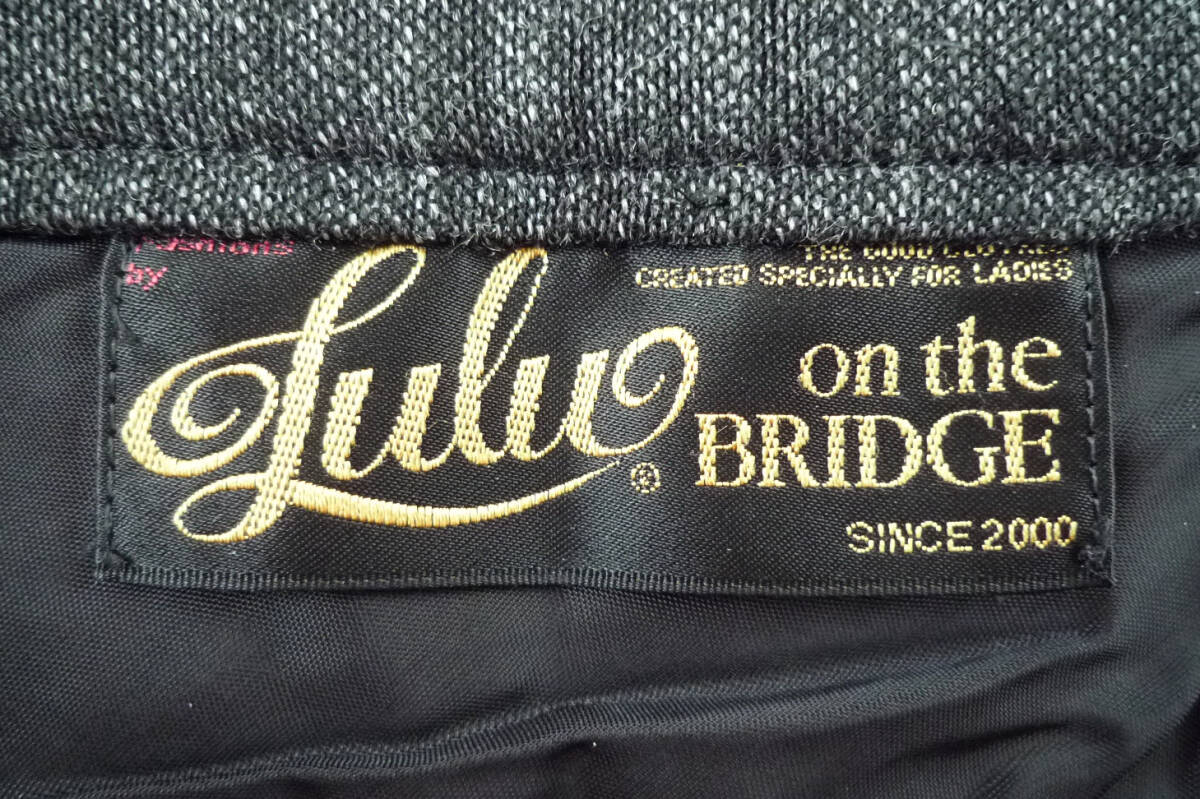 Fashions
by
THE GOOD CLOTHES
CREATED SPECIALLY FOR LADIES
Lulu ®
on the
BRIDGE
SINCE 2000